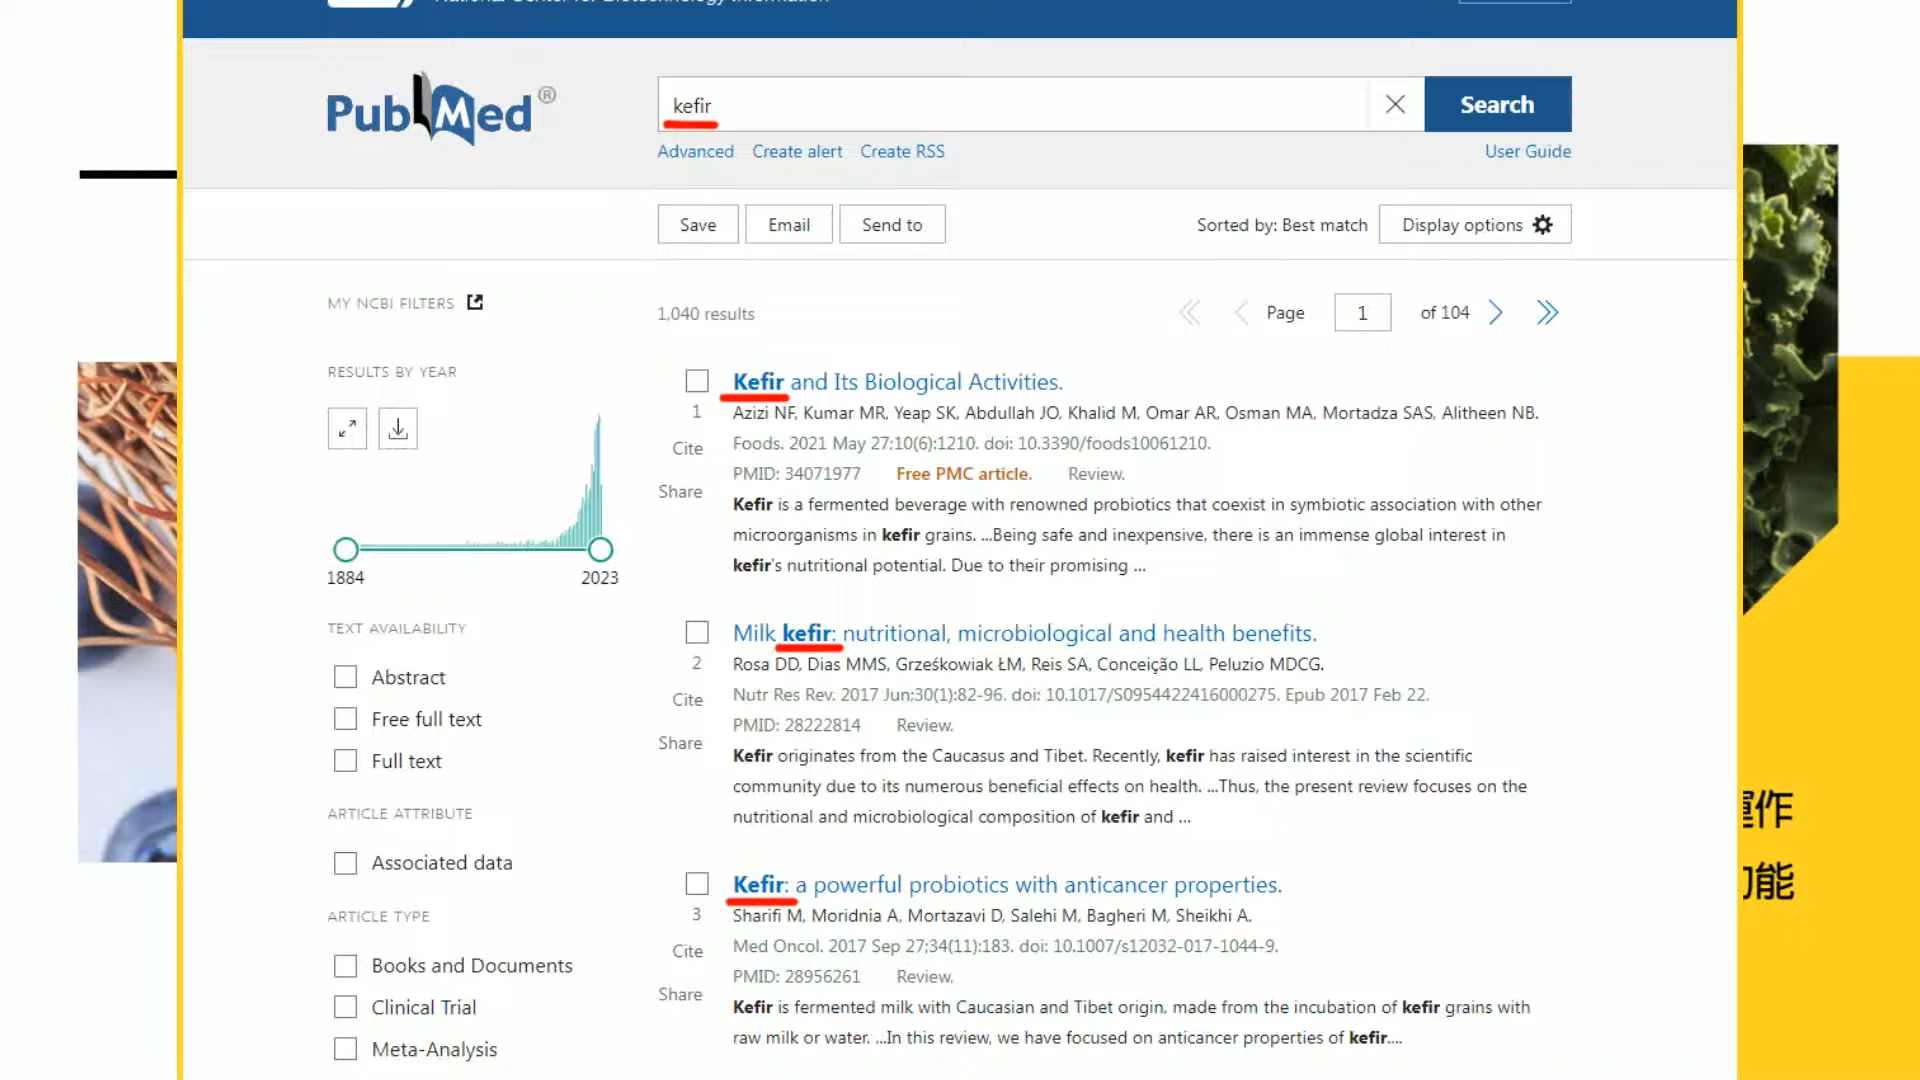 PubMed®
kefir
Search
Advanced Create alert Create RSS
User Guide
Save Email Send to
Sorted by: Best match Display options
MY NCBI FILTERS
1,040 results
Page 1 of 104
RESULTS BY YEAR
1884 2023
TEXT AVAILABILITY
Abstract
Free full text
Full text
ARTICLE ATTRIBUTE
Associated data
ARTICLE TYPE
Books and Documents
Clinical Trial
Meta-Analysis
Kefir and Its Biological Activities.
1
Azizi NF, Kumar MR, Yeap SK, Abdullah JO, Khalid M, Omar AR, Osman MA, Mortadza SAS, Alitheen NB.
Cite
Foods. 2021 May 27;10(6):1210. doi: 10.3390/foods10061210.
PMID: 34071977 Free PMC article. Review.
Share
Kefir is a fermented beverage with renowned probiotics that coexist in symbiotic association with other
microorganisms in kefir grains. ...Being safe and inexpensive, there is an immense global interest in
kefir's nutritional potential. Due to their promising ...
Milk kefir: nutritional, microbiological and health benefits.
2
Rosa DD, Dias MMS, Grześkowiak ŁM, Reis SA, Conceição LL, Peluzio MDCG.
Cite
Nutr Res Rev. 2017 Jun;30(1):82-96. doi: 10.1017/S0954422416000275. Epub 2017 Feb 22.
PMID: 28222814 Review.
Share
Kefir originates from the Caucasus and Tibet. Recently, kefir has raised interest in the scientific
community due to its numerous beneficial effects on health. ...Thus, the present review focuses on the
nutritional and microbiological composition of kefir and ...
Kefir: a powerful probiotics with anticancer properties.
3
Sharifi M, Moridnia A, Mortazavi D, Salehi M, Bagheri M, Sheikhi A.
Cite
Med Oncol. 2017 Sep 27;34(11):183. doi: 10.1007/s12032-017-1044-9.
PMID: 28956261 Review.
Share
Kefir is fermented milk with Caucasian and Tibet origin, made from the incubation of kefir grains with
raw milk or water. ...In this review, we have focused on anticancer properties of kefir....
作
能